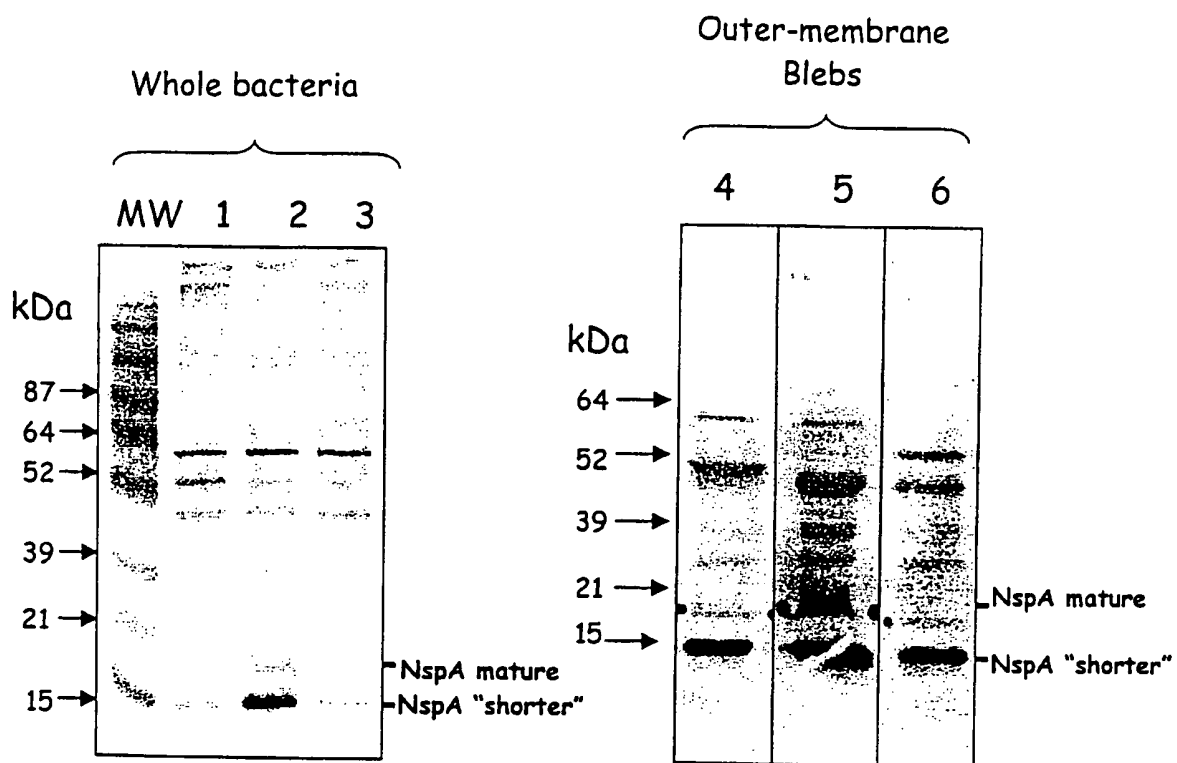 Whole bacteria
MW 1 2 3
kDa
87
64
52
39
21
15
NspA mature
NspA “shorter”
Outer-membrane
Blebs
4 5 6
kDa
64
52
39
21
15
NspA mature
NspA “shorter”